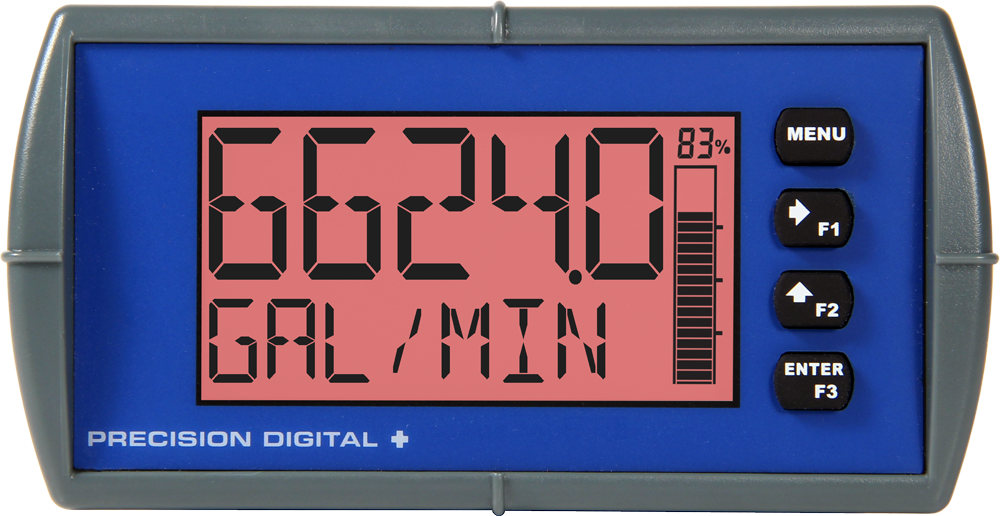 6624.0
83%
GAL/MIN
MENU
F1
F2
ENTER
F3
PRECISION DIGITAL